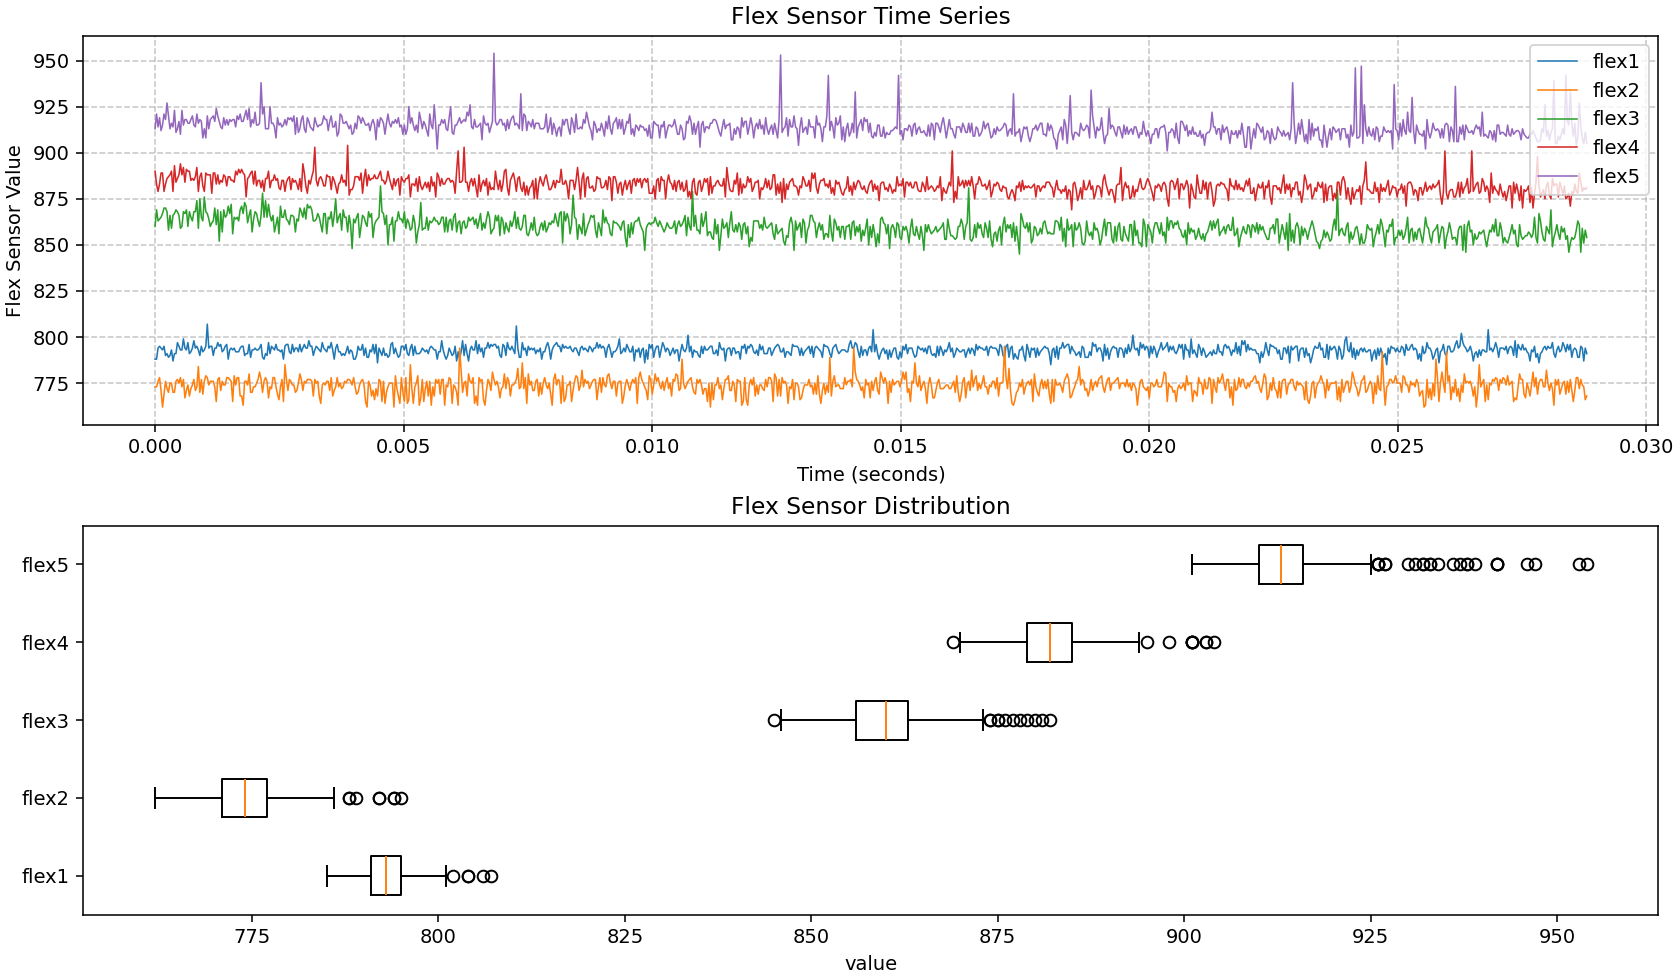 Flex Sensor Time Series
Flex Sensor Value
950
925
900
875
850
825
800
775
flex1
flex2
flex3
flex4
flex5
0.000 0.005 0.010 0.015 0.020 0.025 0.030
Time (seconds)
Flex Sensor Distribution
flex5
flex4
flex3
flex2
flex1
775 800 825 850 875 900 925 950
value